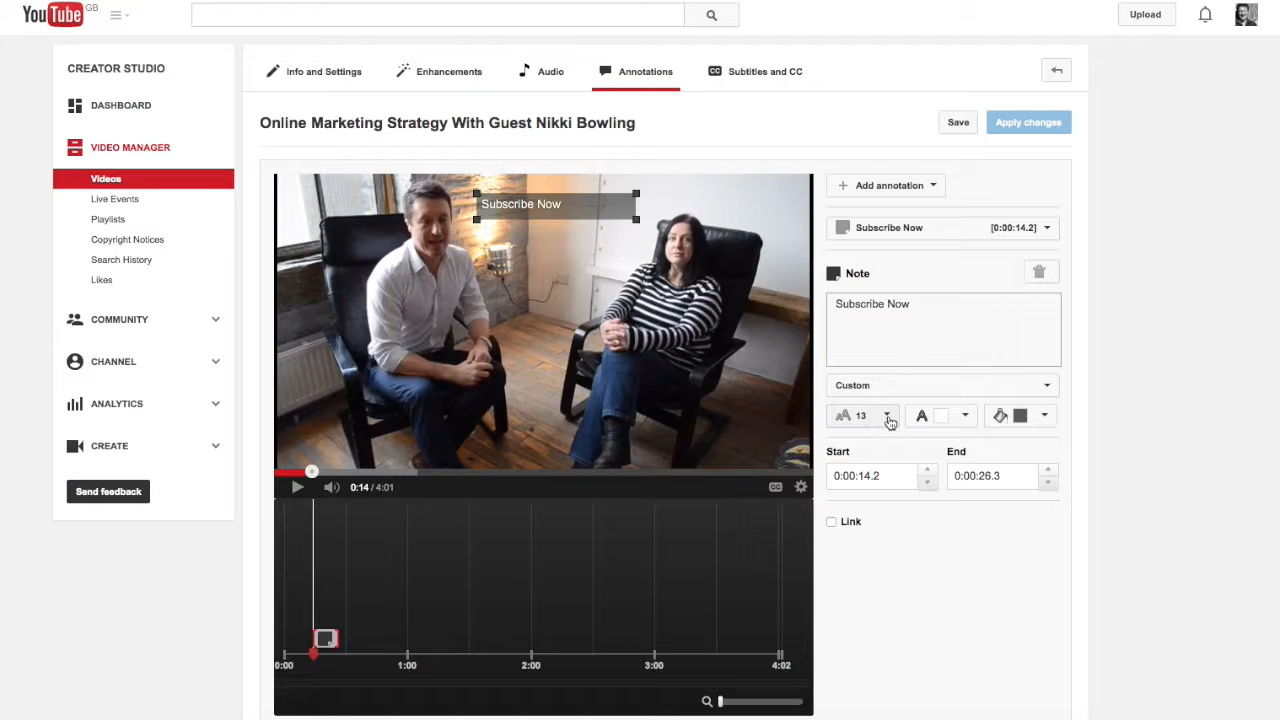 YouTube GB
Upload
CREATOR STUDIO
DASHBOARD
VIDEO MANAGER
Videos
Live Events
Playlists
Copyright Notices
Search History
Likes
COMMUNITY
CHANNEL
ANALYTICS
CREATE
Send feedback
Info and Settings
Enhancements
Audio
Annotations
CC Subtitles and CC
Online Marketing Strategy With Guest Nikki Bowling
Save
Apply changes
Subscribe Now
0:14 / 4:01
CC
0:00 1:00 2:00 3:00 4:02
Add annotation
Subscribe Now [0:00:14.2]
Note
Subscribe Now
Custom
AA 13 A
Start End
0:00:14.2 0:00:26.3
Link